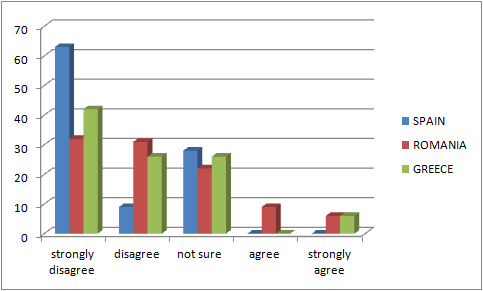 70
60
50
40
30
20
10
0
strongly
disagree
disagree
not sure
agree
strongly
agree
SPAIN
ROMANIA
GREECE